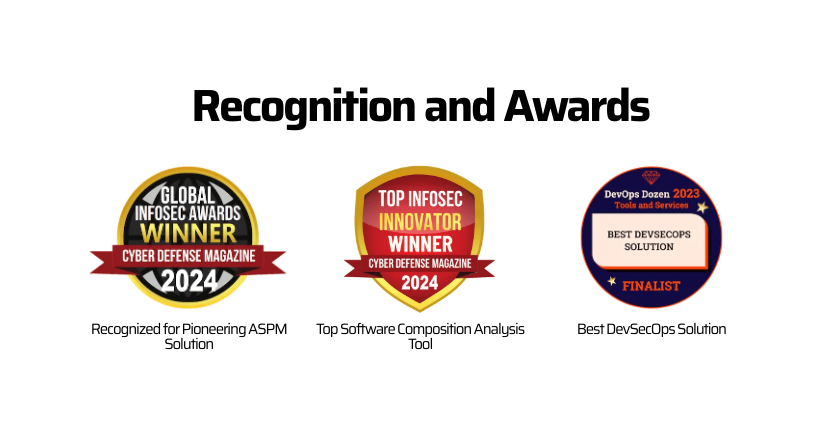 Recognition and Awards
GLOBAL
INFOSEC AWARDS
WINNER
CYBER DEFENSE MAGAZINE
2024
Recognized for Pioneering ASPM
Solution
TOP INFOSEC
INNOVATOR
WINNER
CYBER DEFENSE MAGAZINE
2024
Top Software Composition Analysis
Tool
DevOps Dozen 2023
Tools and Services
BEST DEVSECOPS
SOLUTION
FINALIST
Best DevSecOps Solution